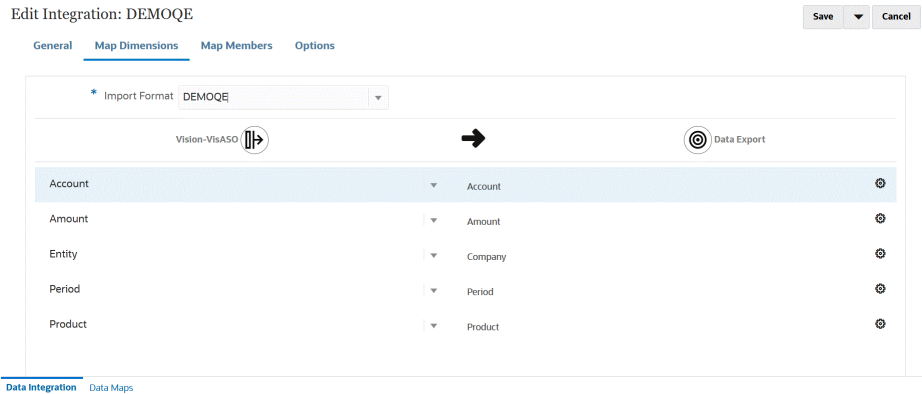 Edit Integration: DEMOQE
Save
Cancel
General Map Dimensions Map Members Options
* Import Format DEMOQE
Vision-VisASO Data Export
Account Account
Amount Amount
Entity Company
Period Period
Product Product
Data Integration Data Maps